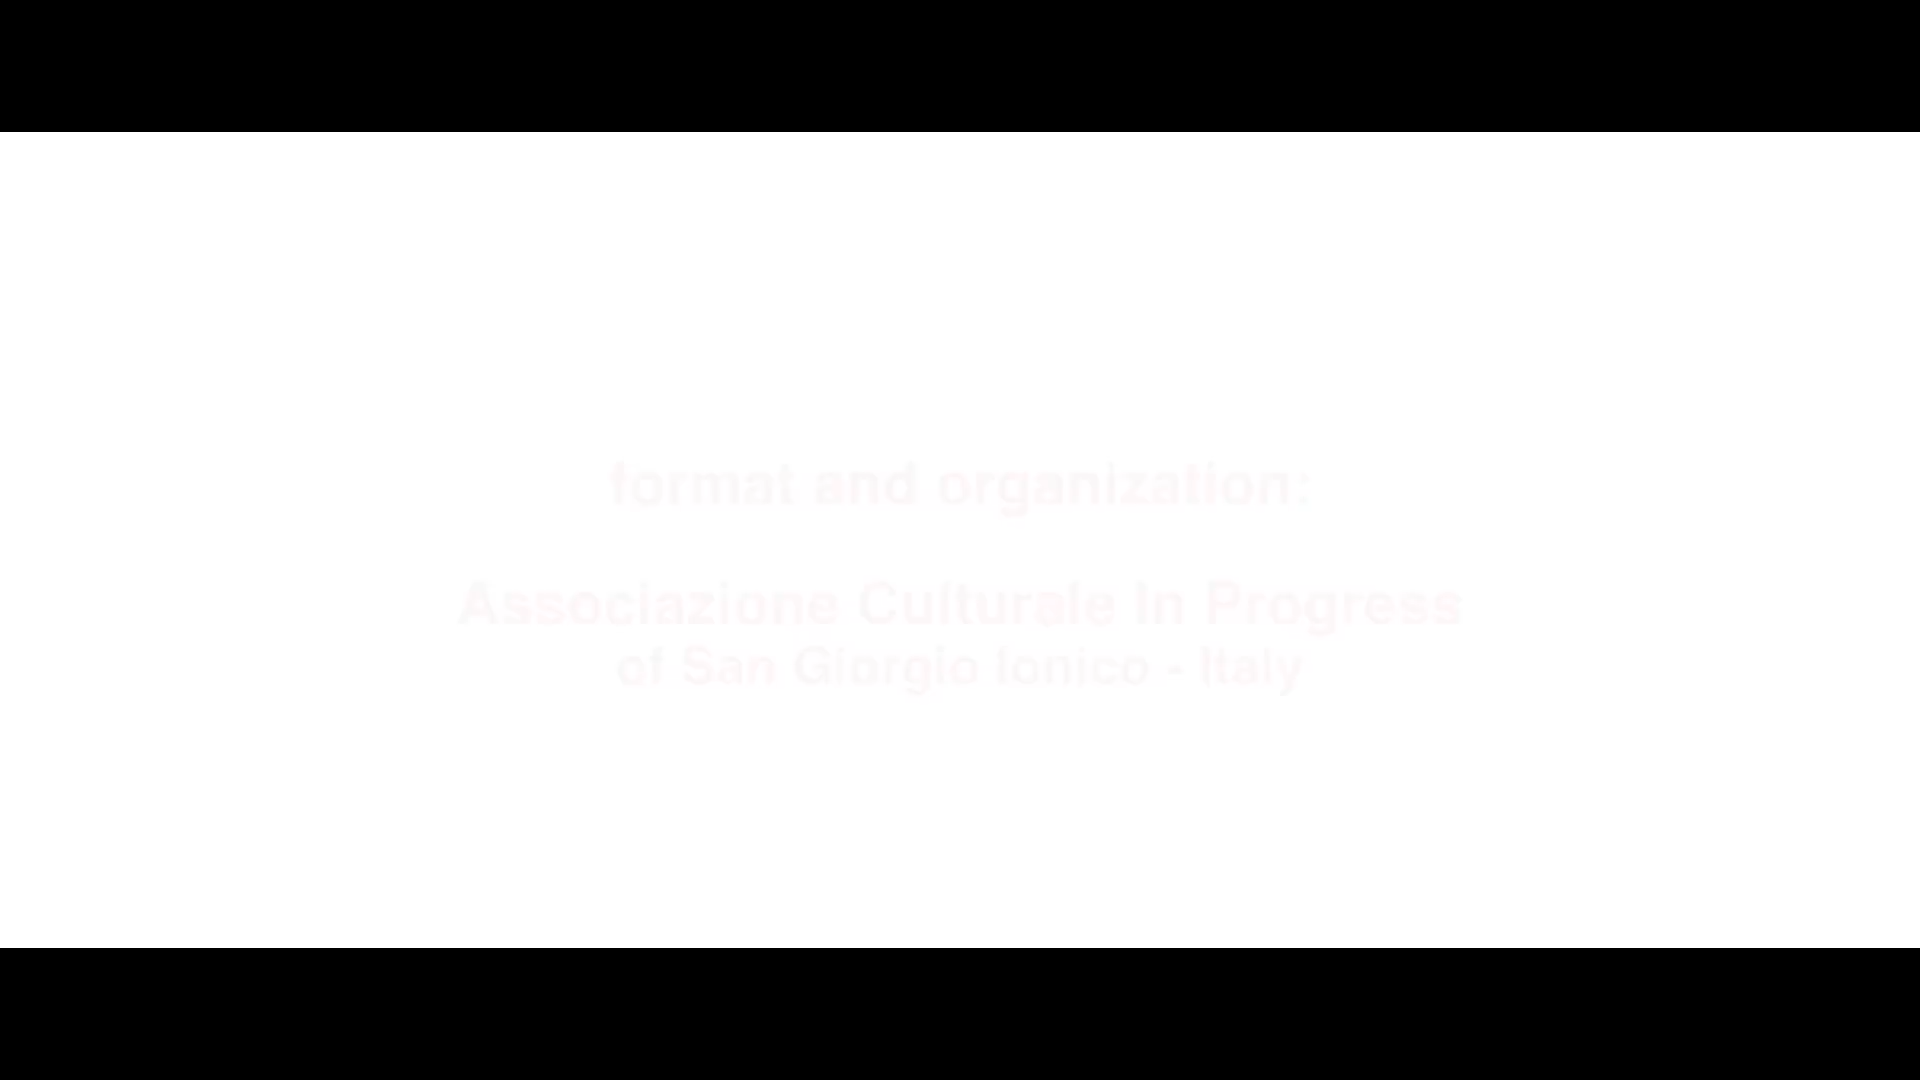 format and organization:
Associazione Culturale In Progress
of San Giorgio Ionico - Italy